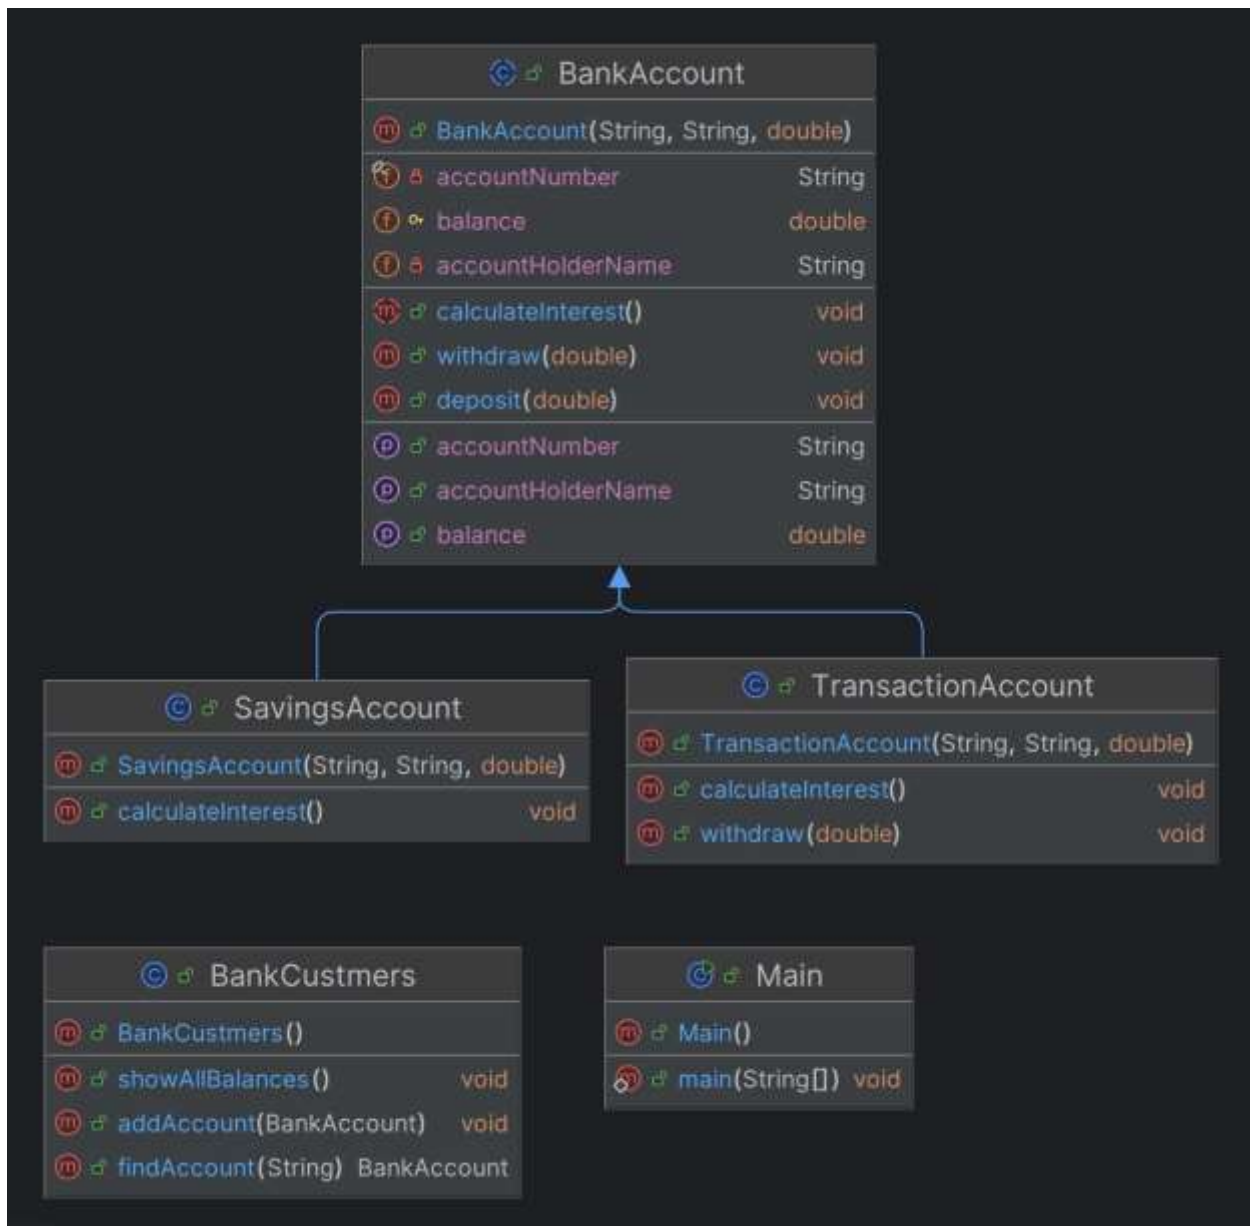 BankAccount
BankAccount(String, String, double)
accountNumber String
balance double
accountHolderName String
calculateInterest() void
withdraw(double) void
deposit(double) void
accountNumber String
accountHolderName String
balance double
SavingsAccount
SavingsAccount(String, String, double)
calculateInterest() void
TransactionAccount
TransactionAccount(String, String, double)
calculateInterest() void
withdraw(double) void
BankCustmers
BankCustmers()
showAllBalances() void
addAccount(BankAccount) void
findAccount(String) BankAccount
Main
Main()
main(String[]) void